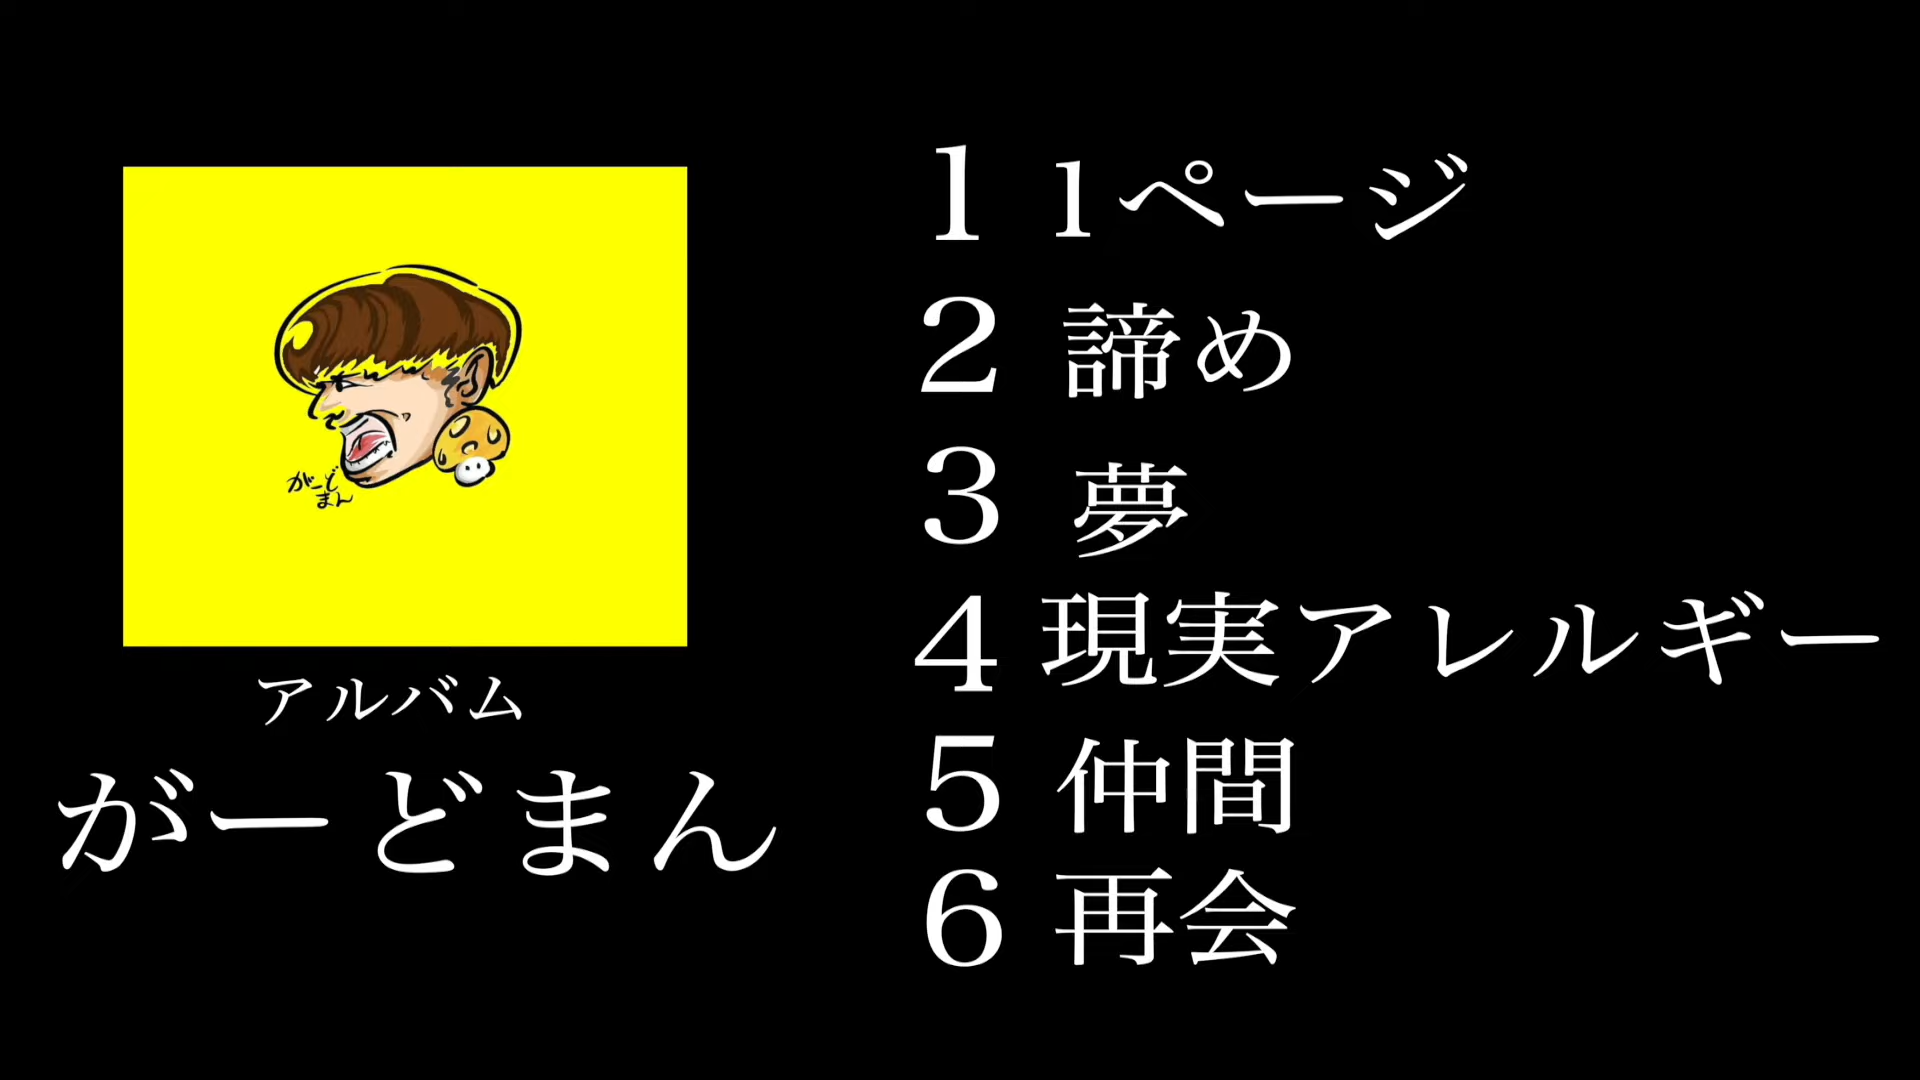 がーど
まん
アルバム
がーどまん
1 1ページ
2 諦め
3 夢
4 現実アレルギー
5 仲間
6 再会